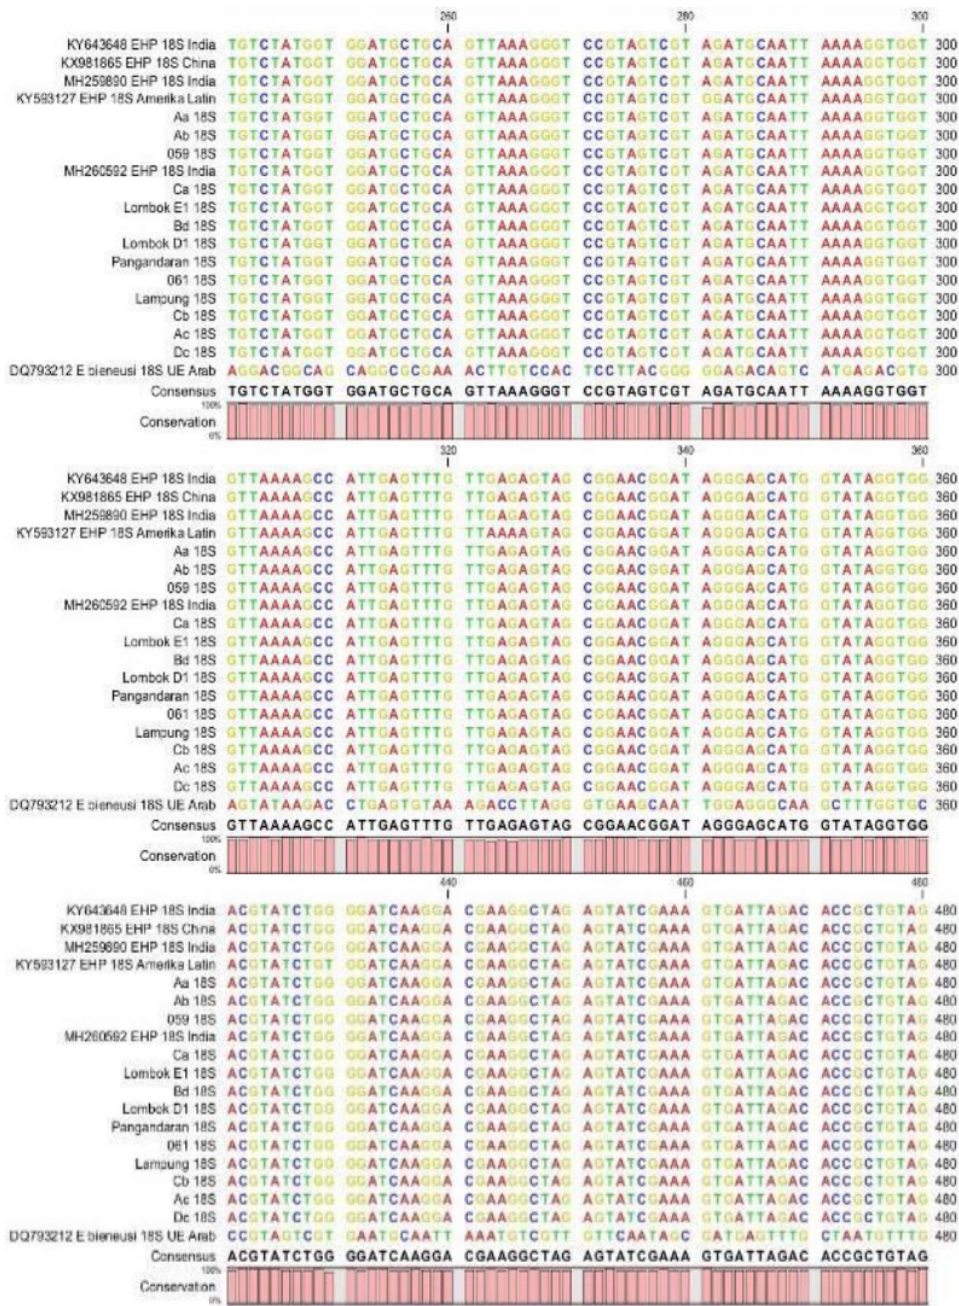 260 280 300
KY643648 EHP 18S India TGTCTATGGT GGATGCTGCA GTTAAAGGGT CCGTAGTCGT AGATGCAATT AAAAGGTGGT 300
KX981865 EHP 18S China TGTCTATGGT GGATGCTGCA GTTAAAGGGT CCGTAGTCGT AGATGCAATT AAAAGGTGGT 300
MH259890 EHP 18S India TGTCTATGGT GGATGCTGCA GTTAAAGGGT CCGTAGTCGT AGATGCAATT AAAAGGTGGT 300
KY593127 EHP 18S Amerika Latin TGTCTATGGT GGATGCTGCA GTTAAAGGGT CCGTAGTCGT GGATGCAATT AAAAGGTGGT 300
Aa 18S TGTCTATGGT GGATGCTGCA GTTAAAGGGT CCGTAGTCGT AGATGCAATT AAAAGGTGGT 300
Ab 18S TGTCTATGGT GGATGCTGCA GTTAAAGGGT CCGTAGTCGT AGATGCAATT AAAAGGTGGT 300
059 18S TGTCTATGGT GGATGCTGCA GTTAAAGGGT CCGTAGTCGT AGATGCAATT AAAAGGTGGT 300
MH260592 EHP 18S India TGTCTATGGT GGATGCTGCA GTTAAAGGGT CCGTAGTCGT AGATGCAATT AAAAGGTGGT 300
Ca 18S TGTCTATGGT GGATGCTGCA GTTAAAGGGT CCGTAGTCGT AGATGCAATT AAAAGGTGGT 300
Lombok E1 18S TGTCTATGGT GGATGCTGCA GTTAAAGGGT CCGTAGTCGT AGATGCAATT AAAAGGTGGT 300
Bd 18S TGTCTATGGT GGATGCTGCA GTTAAAGGGT CCGTAGTCGT AGATGCAATT AAAAGGTGGT 300
Lombok D1 18S TGTCTATGGT GGATGCTGCA GTTAAAGGGT CCGTAGTCGT AGATGCAATT AAAAGGTGGT 300
Pangandaran 18S TGTCTATGGT GGATGCTGCA GTTAAAGGGT CCGTAGTCGT AGATGCAATT AAAAGGTGGT 300
061 18S TGTCTATGGT GGATGCTGCA GTTAAAGGGT CCGTAGTCGT AGATGCAATT AAAAGGTGGT 300
Lampung 18S TGTCTATGGT GGATGCTGCA GTTAAAGGGT CCGTAGTCGT AGATGCAATT AAAAGGTGGT 300
Cb 18S TGTCTATGGT GGATGCTGCA GTTAAAGGGT CCGTAGTCGT AGATGCAATT AAAAGGTGGT 300
Ac 18S TGTCTATGGT GGATGCTGCA GTTAAAGGGT CCGTAGTCGT AGATGCAATT AAAAGGTGGT 300
Dc 18S TGTCTATGGT GGATGCTGCA GTTAAAGGGT CCGTAGTCGT AGATGCAATT AAAAGGTGGT 300
DQ793212 E bieneusi 18S UE Arab AGGACGGCAG CAGGCGCGAA ACTTGTCCAC TCCTTACGGG GGAGACAGTC ATGAGACGTG 300
Consensus TGTCTATGGT GGATGCTGCA GTTAAAGGGT CCGTAGTCGT AGATGCAATT AAAAGGTGGT
100%
Conservation
0%
320 340 360
KY643648 EHP 18S India GTTAAAAGCC ATTGAGTTTG TTGAGAGTAG CGGAACGGAT AGGGAGCATG GTATAGGTGG 360
KX981865 EHP 18S China GTTAAAAGCC ATTGAGTTTG TTGAGAGTAG CGGAACGGAT AGGGAGCATG GTATAGGTGG 360
MH259890 EHP 18S India GTTAAAAGCC ATTGAGTTTG TTGAGAGTAG CGGAACGGAT AGGGAGCATG GTATAGGTGG 360
KY593127 EHP 18S Amerika Latin GTTAAAAGCC ATTGAGTTTG TTAAAAGTAG CGGAACGGAT AGGGAGCATG GTATAGGTGG 360
Aa 18S GTTAAAAGCC ATTGAGTTTG TTGAGAGTAG CGGAACGGAT AGGGAGCATG GTATAGGTGG 360
Ab 18S GTTAAAAGCC ATTGAGTTTG TTGAGAGTAG CGGAACGGAT AGGGAGCATG GTATAGGTGG 360
059 18S GTTAAAAGCC ATTGAGTTTG TTGAGAGTAG CGGAACGGAT AGGGAGCATG GTATAGGTGG 360
MH260592 EHP 18S India GTTAAAAGCC ATTGAGTTTG TTGAGAGTAG CGGAACGGAT AGGGAGCATG GTATAGGTGG 360
Ca 18S GTTAAAAGCC ATTGAGTTTG TTGAGAGTAG CGGAACGGAT AGGGAGCATG GTATAGGTGG 360
Lombok E1 18S GTTAAAAGCC ATTGAGTTTG TTGAGAGTAG CGGAACGGAT AGGGAGCATG GTATAGGTGG 360
Bd 18S GTTAAAAGCC ATTGAGTTTG TTGAGAGTAG CGGAACGGAT AGGGAGCATG GTATAGGTGG 360
Lombok D1 18S GTTAAAAGCC ATTGAGTTTG TTGAGAGTAG CGGAACGGAT AGGGAGCATG GTATAGGTGG 360
Pangandaran 18S GTTAAAAGCC ATTGAGTTTG TTGAGAGTAG CGGAACGGAT AGGGAGCATG GTATAGGTGG 360
061 18S GTTAAAAGCC ATTGAGTTTG TTGAGAGTAG CGGAACGGAT AGGGAGCATG GTATAGGTGG 360
Lampung 18S GTTAAAAGCC ATTGAGTTTG TTGAGAGTAG CGGAACGGAT AGGGAGCATG GTATAGGTGG 360
Cb 18S GTTAAAAGCC ATTGAGTTTG TTGAGAGTAG CGGAACGGAT AGGGAGCATG GTATAGGTGG 360
Ac 18S GTTAAAAGCC ATTGAGTTTG TTGAGAGTAG CGGAACGGAT AGGGAGCATG GTATAGGTGG 360
Dc 18S GTTAAAAGCC ATTGAGTTTG TTGAGAGTAG CGGAACGGAT AGGGAGCATG GTATAGGTGG 360
DQ793212 E bieneusi 18S UE Arab AGTATAAGAC CTGAGTGTAA AGACCTTAGG GTGAAGCAAT TGGAGGGCAA GCTTTGGTGC 360
Consensus GTTAAAAGCC ATTGAGTTTG TTGAGAGTAG CGGAACGGAT AGGGAGCATG GTATAGGTGG
100%
Conservation
0%
440 460 480
KY643648 EHP 18S India ACGTATCTGG GGATCAAGGA CGAAGGCTAG AGTATCGAAA GTGATTAGAC ACCGCTGTAG 480
KX981865 EHP 18S China ACGTATCTGG GGATCAAGGA CGAAGGCTAG AGTATCGAAA GTGATTAGAC ACCGCTGTAG 480
MH259890 EHP 18S India ACGTATCTGG GGATCAAGGA CGAAGGCTAG AGTATCGAAA GTGATTAGAC ACCGCTGTAG 480
KY593127 EHP 18S Amerika Latin ACGTATCTGT GGATCAAGGA CGAAGGCTAG AGTATCGAAA GTGATTAGAC ACCGCTGTAG 480
Aa 18S ACGTATCTGG GGATCAAGGA CGAAGGCTAG AGTATCGAAA GTGATTAGAC ACCGCTGTAG 480
Ab 18S ACGTATCTGG GGATCAAGGA CGAAGGCTAG AGTATCGAAA GTGATTAGAC ACCGCTGTAG 480
059 18S ACGTATCTGG GGATCAAGGA CGAAGGCTAG AGTATCGAAA GTGATTAGAC ACCGCTGTAG 480
MH260592 EHP 18S India ACGTATCTGG GGATCAAGGA CGAAGGCTAG AGTATCGAAA GTGATTAGAC ACCGCTGTAG 480
Ca 18S ACGTATCTGG GGATCAAGGA CGAAGGCTAG AGTATCGAAA GTGATTAGAC ACCGCTGTAG 480
Lombok E1 18S ACGTATCTGG GGATCAAGGA CGAAGGCTAG AGTATCGAAA GTGATTAGAC ACCGCTGTAG 480
Bd 18S ACGTATCTGG GGATCAAGGA CGAAGGCTAG AGTATCGAAA GTGATTAGAC ACCGCTGTAG 480
Lombok D1 18S ACGTATCTGG GGATCAAGGA CGAAGGCTAG AGTATCGAAA GTGATTAGAC ACCGCTGTAG 480
Pangandaran 18S ACGTATCTGG GGATCAAGGA CGAAGGCTAG AGTATCGAAA GTGATTAGAC ACCGCTGTAG 480
061 18S ACGTATCTGG GGATCAAGGA CGAAGGCTAG AGTATCGAAA GTGATTAGAC ACCGCTGTAG 480
Lampung 18S ACGTATCTGG GGATCAAGGA CGAAGGCTAG AGTATCGAAA GTGATTAGAC ACCGCTGTAG 480
Cb 18S ACGTATCTGG GGATCAAGGA CGAAGGCTAG AGTATCGAAA GTGATTAGAC ACCGCTGTAG 480
Ac 18S ACGTATCTGG GGATCAAGGA CGAAGGCTAG AGTATCGAAA GTGATTAGAC ACCGCTGTAG 480
Dc 18S ACGTATCTGG GGATCAAGGA CGAAGGCTAG AGTATCGAAA GTGATTAGAC ACCGCTGTAG 480
DQ793212 E bieneusi 18S UE Arab CCGTAGTCGT GAATGCAATT AAATGTCGTT GTTCAATAGC GATGAGTTTG CTAATGTTTG 480
Consensus ACGTATCTGG GGATCAAGGA CGAAGGCTAG AGTATCGAAA GTGATTAGAC ACCGCTGTAG
100%
Conservation
0%